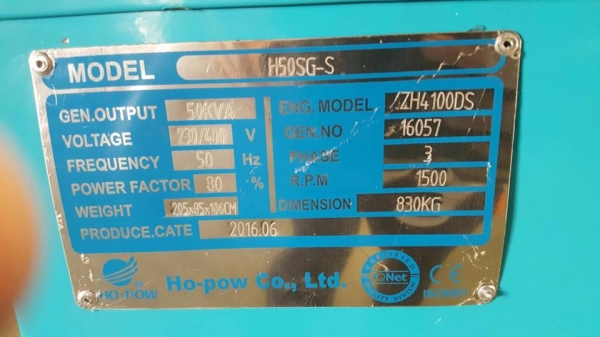 MODEL H50SG-S
GEN.OUTPUT 50KVA
VOLTAGE 230/400 V
FREQUENCY 50 Hz
POWER FACTOR 80 %
WEIGHT 205x85x106CM
PRODUCE.CATE 2016.06
ENG. MODEL ZH4100DS
GEN.NO 16057
PHASE 3
R.P.M 1500
DIMENSION 830KG
HO-POW ®
Ho-pow Co., Ltd.
CERTIFIED
QNet
CE